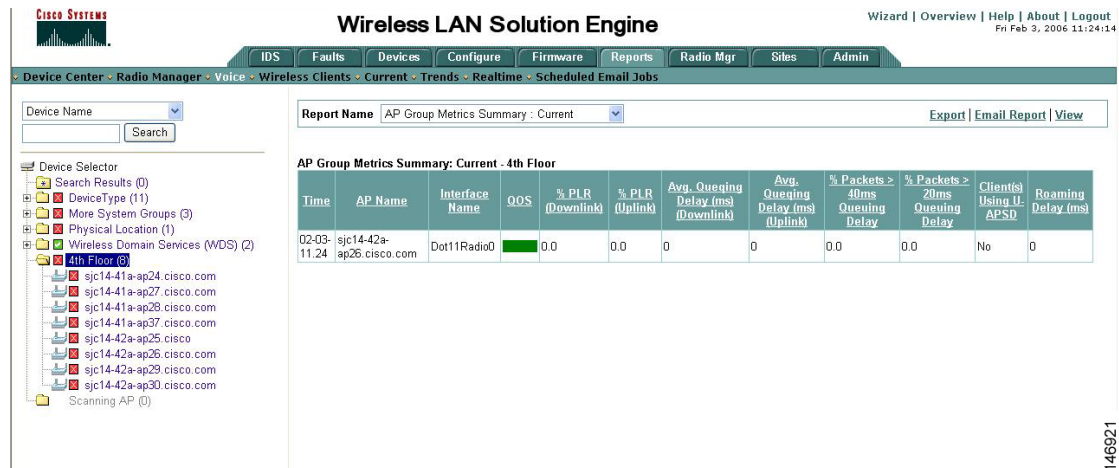 CISCO SYSTEMS
Wireless LAN Solution Engine
Wizard | Overview | Help | About | Logout
Fri Feb 3, 2006 11:24:14
IDS Faults Devices Configure Firmware Reports Radio Mgr Sites Admin
Device Center Radio Manager Voice Wireless Clients Current Trends Realtime Scheduled Email Jobs
Device Name
Search
Device Selector
Search Results (0)
DeviceType (11)
More System Groups (3)
Physical Location (1)
Wireless Domain Services (WDS) (2)
4th Floor (8)
sjc14-41a-ap24.cisco.com
sjc14-41a-ap27.cisco.com
sjc14-41a-ap28.cisco.com
sjc14-41a-ap37.cisco.com
sjc14-42a-ap25.cisco
sjc14-42a-ap26.cisco.com
sjc14-42a-ap29.cisco.com
sjc14-42a-ap30.cisco.com
Scanning AP (0)
Report Name AP Group Metrics Summary : Current
Export | Email Report | View
AP Group Metrics Summary: Current - 4th Floor
Time
AP Name
Interface
Name
QOS
% PLR
(Downlink)
% PLR
(Uplink)
Avg. Queqing
Delay (ms)
(Downlink)
Avg.
Queqing
Delay (ms)
(Uplink)
% Packets >
40ms
Queuing
Delay
% Packets >
20ms
Queuing
Delay
Client(s)
Using U-
APSD
Roaming
Delay (ms)
02-03-
11.24
sjc14-42a-
ap26.cisco.com
Dot11Radio0
0.0
0.0
0
0
0.0
0.0
No
0
146921